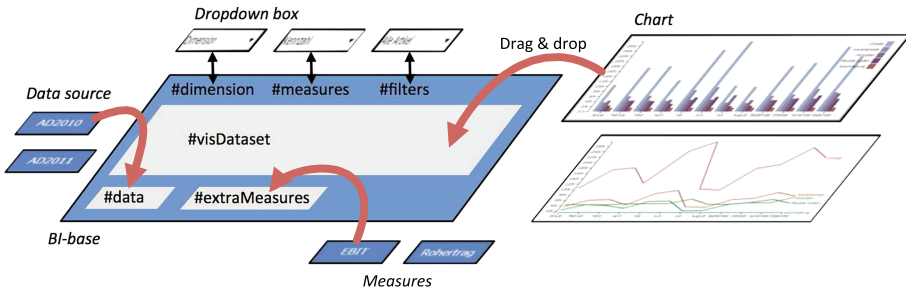 Dropdown box
Chart
Dimension
Kennzahl
Alle Artikel
Drag & drop
Data source
#dimension
#measures
#filters
AD2010
#visDataset
AD2011
#data
#extraMeasures
BI-base
EBIT
Rohertrag
Measures